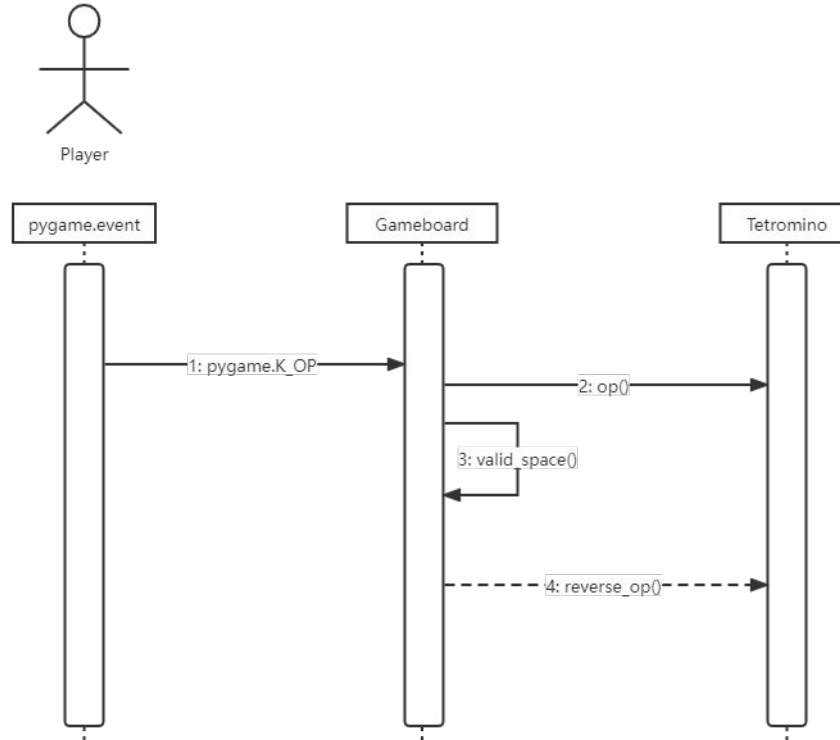 Player
pygame.event
Gameboard
Tetromino
1: pygame.K_OP
2: op()
3: valid_space()
4: reverse_op()